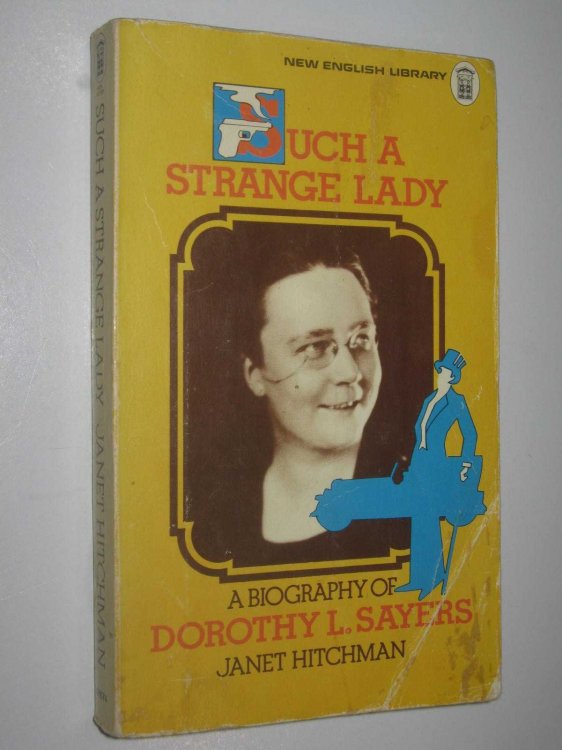 NEW ENGLISH LIBRARY
SUCH A
STRANGE LADY
A BIOGRAPHY OF
DOROTHY L. SAYERS
JANET HITCHMAN
SUCH A STRANGE LADY JANET HITCHMAN